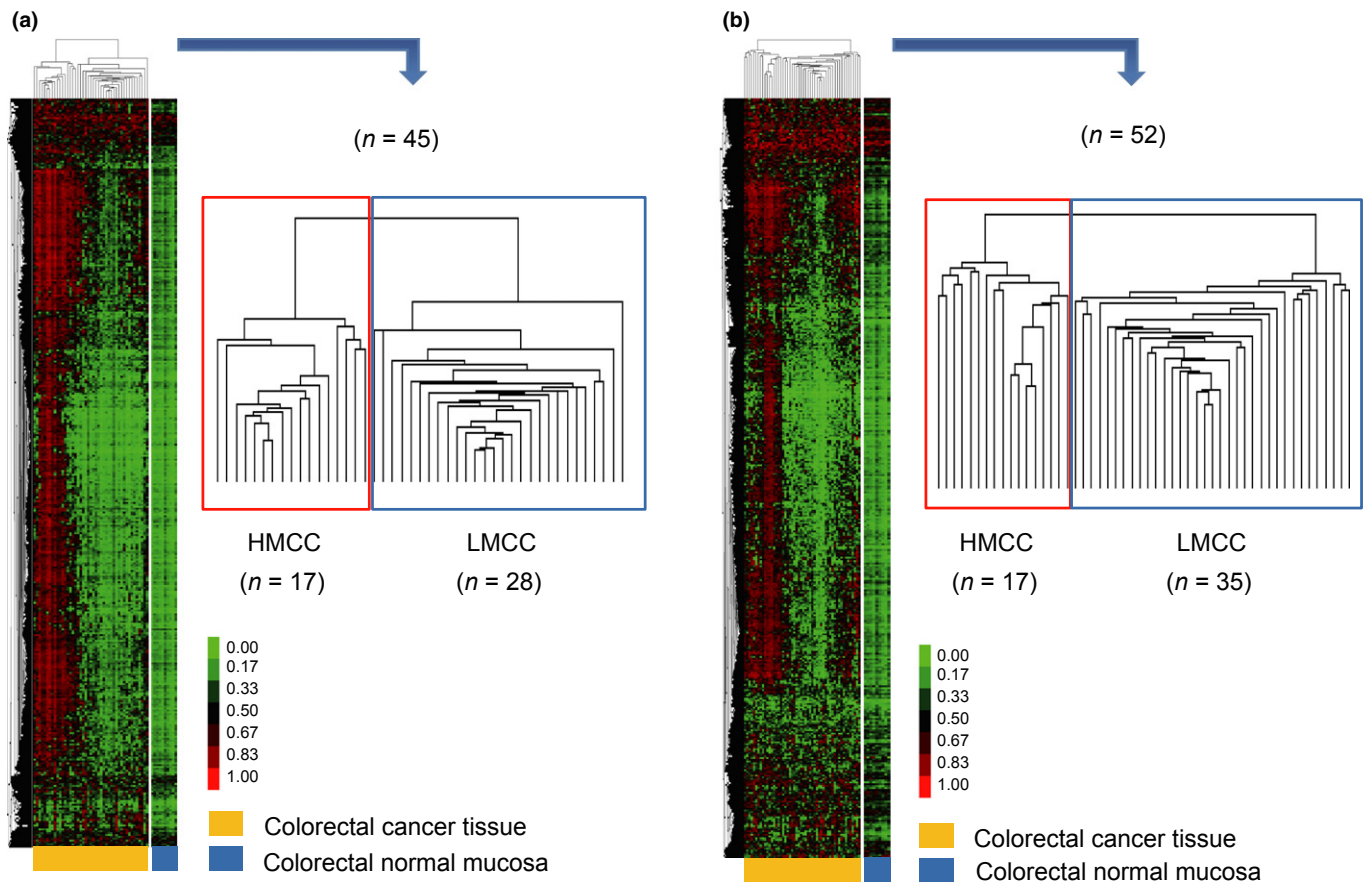 (a)
(n = 45)
HMCC
LMCC
(n = 17)
(n = 28)
0.00
0.17
0.33
0.50
0.67
0.83
1.00
Colorectal cancer tissue
Colorectal normal mucosa
(b)
(n = 52)
HMCC
LMCC
(n = 17)
(n = 35)
0.00
0.17
0.33
0.50
0.67
0.83
1.00
Colorectal cancer tissue
Colorectal normal mucosa